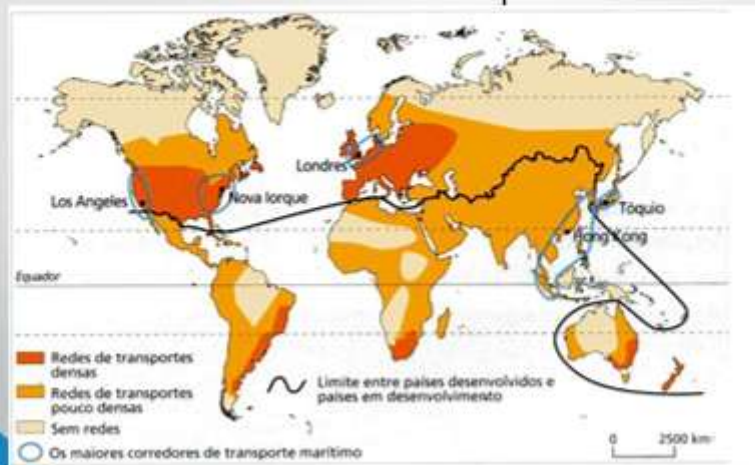 Londres
Los Angeles
Nova Iorque
Tóquio
Hong Kong
Equador
Redes de transportes
densas
Redes de transportes
pouco densas
Sem redes
Os maiores corredores de transporte marítimo
Limite entre países desenvolvidos e
países em desenvolvimento
0 2500 km